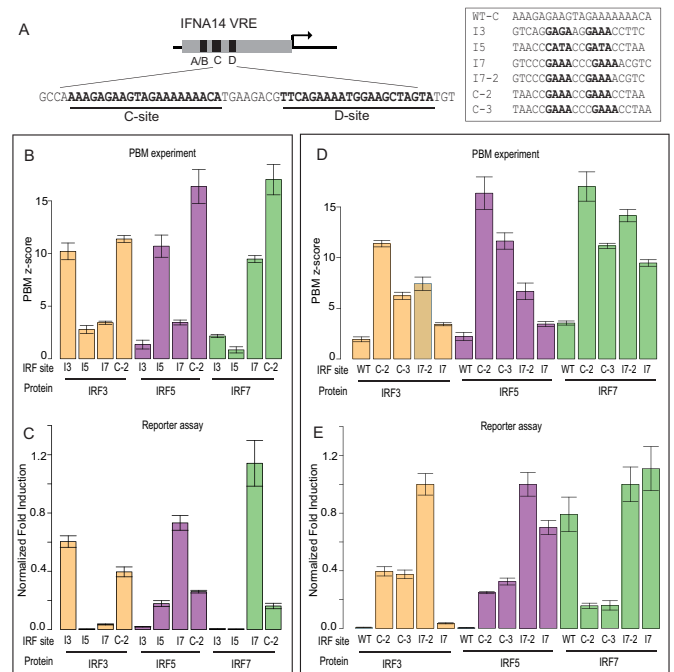 A
IFNA14 VRE
A/B C D
GCCAAAAGAGAAGTAGAAAAAAACATGAAGACGTTCAGAAAATGGAAGCTAGTATGT
C-site D-site
WT-C AAAGAGAAGTAGAAAAAAACA
I3 GTCAGGAGAAGGAAACCTTC
I5 TAACCCATACCGATACCTAA
I7 GTCCCGAAACCCGAAACGTC
I7-2 GTCCCGAAACCGAAACCTAA
C-2 TAACCGAAACCGAAACCTAA
C-3 TAACCGAAACCCGAAACCTAA
B PBM experiment
PBM z-score
15
10
5
0
IRF site I3 I5 I7 C-2 I3 I5 I7 C-2 I3 I5 I7 C-2
Protein IRF3 IRF5 IRF7
C Reporter assay
Normalized Fold Induction
1.2
0.8
0.4
0.0
IRF site I3 I5 I7 C-2 I3 I5 I7 C-2 I3 I5 I7 C-2
Protein IRF3 IRF5 IRF7
D PBM experiment
PBM z-score
15
10
5
0
IRF site WT C-2 C-3 I7-2 I7 WT C-2 C-3 I7-2 I7 WT C-2 C-3 I7-2 I7
Protein IRF3 IRF5 IRF7
E Reporter assay
Normalized Fold Induction
1.2
0.8
0.4
0.0
IRF site WT C-2 C-3 I7-2 I7 WT C-2 C-3 I7-2 I7 WT C-2 C-3 I7-2 I7
Protein IRF3 IRF5 IRF7